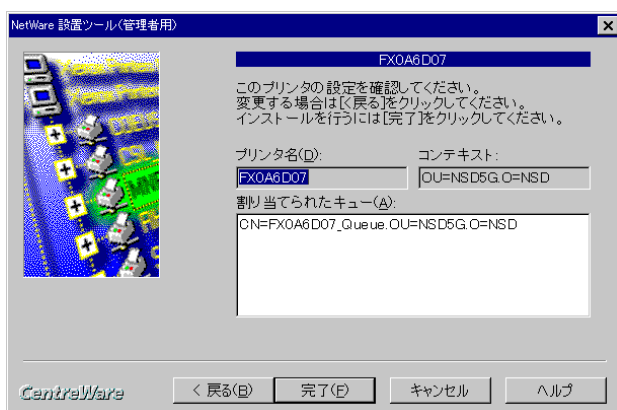 NetWare 設置ツール(管理者用)
FX0A6D07
このプリンタの設定を確認してください。
変更する場合は[<戻る]をクリックしてください。
インストールを行うには[完了]をクリックしてください。
プリンタ名(D):
コンテキスト:
FX0A6D07
OU=NSD5G.O=NSD
割り当てられたキュー(A):
CN=FX0A6D07_Queue.OU=NSD5G.O=NSD
CentreWare
< 戻る(B)
完了(F)
キャンセル
ヘルプ